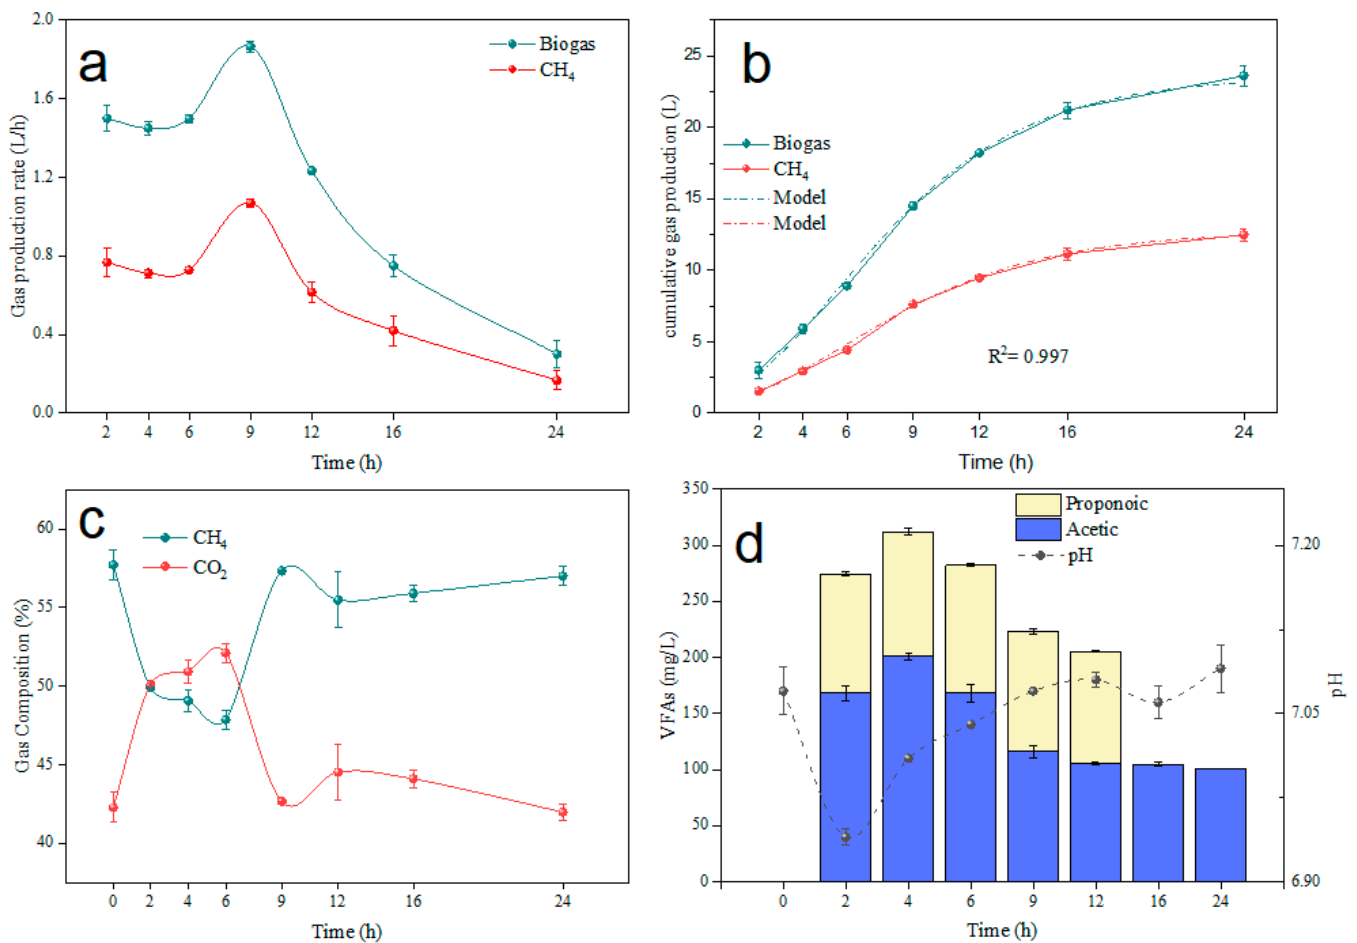 a
Biogas
CH4
Gas production rate (L/h)
2.0
1.6
1.2
0.8
0.4
0.0
2 4 6 9 12 16 24
Time (h)
b
Biogas
CH4
Model
Model
R2= 0.997
cumulative gas production (L)
25
20
15
10
5
0
2 4 6 9 12 16 24
Time (h)
c
CH4
CO2
Gas Composition (%)
60
55
50
45
40
0 2 4 6 9 12 16 24
Time (h)
d
Proponoic
Acetic
pH
VFAs (mg/L)
350
300
250
200
150
100
50
0
7.20
7.05
6.90
pH
0 2 4 6 9 12 16 24
Time (h)